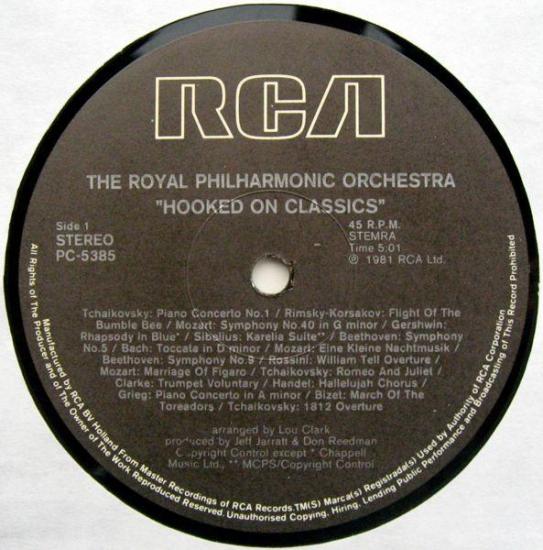 RCA
THE ROYAL PHILHARMONIC ORCHESTRA
"HOOKED ON CLASSICS"
Side 1
STEREO
PC-5385
45 R.P.M.
STEMRA
Time 5:01
℗ 1981 RCA Ltd.
Tchaikovsky: Piano Concerto No.1 / Rimsky-Korsakov: Flight Of The
Bumble Bee / Mozart: Symphony No.40 in G minor / Gershwin:
Rhapsody in Blue* / Sibelius: Karelia Suite** / Beethoven: Symphony
No.5 / Bach: Toccata in D minor / Mozart: Eine Kleine Nachtmusik /
Beethoven: Symphony No.9 / Rossini: William Tell Overture /
Mozart: Marriage Of Figaro / Tchaikovsky: Romeo And Juliet /
Clarke: Trumpet Voluntary / Handel: Hallelujah Chorus /
Grieg: Piano Concerto in A minor / Bizet: March Of The
Toreadors / Tchaikovsky: 1812 Overture
arranged by Lou Clark
produced by Jeff Jarratt & Don Reedman
Copyright Control except * Chappell
Music Ltd., ** MCPS/Copyright Control
Manufactured by RCA BV Holland From Master Recordings of RCA Records.TM(S) Marca(s) Registrada(s) Used by Authority of RCA Corporation
All Rights of The Producer and of The Owner of The Work Reproduced Reserved. Unauthorised Copying, Hiring, Lending Public Performance and Broadcasting of This Record Prohibited